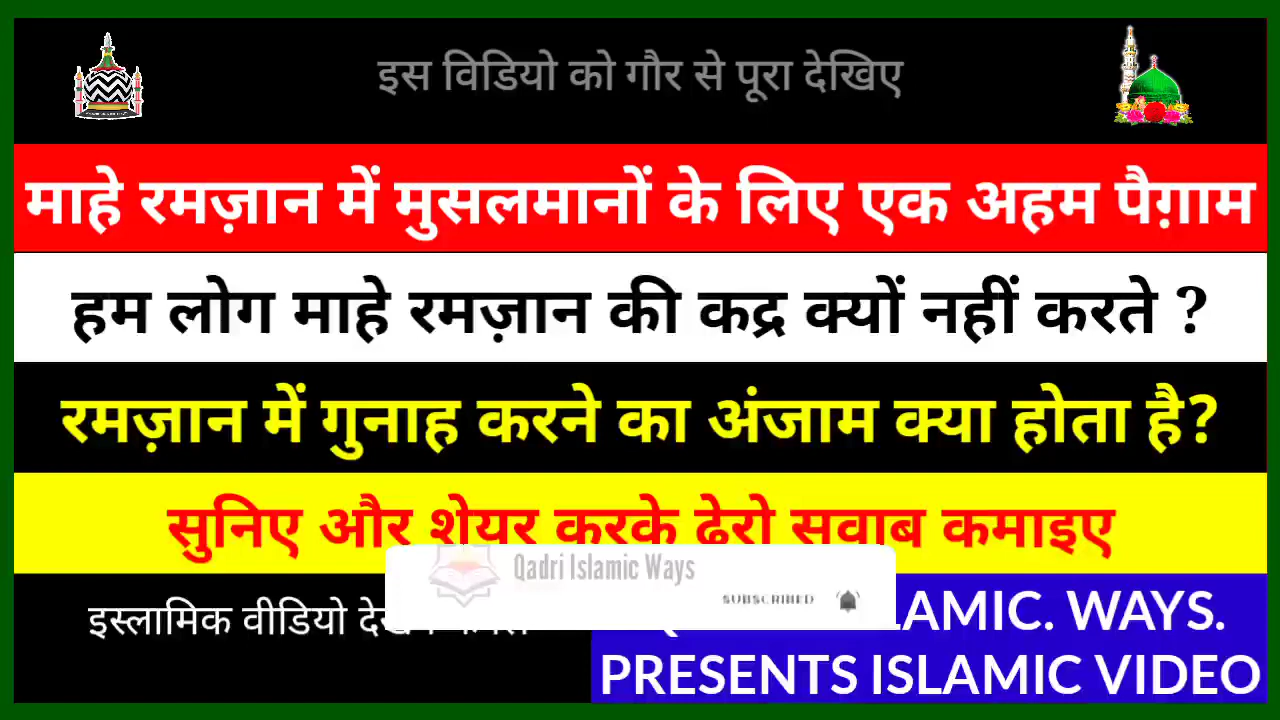 इस विडियो को गौर से पूरा देखिए
माहे रमज़ान में मुसलमानों के लिए एक अहम पैग़ाम
हम लोग माहे रमज़ान की कद्र क्यों नहीं करते ?
रमज़ान में गुनाह करने का अंजाम क्या होता है?
सुनिए और शेयर करके ढेरो सवाब कमाइए
Qadri Islamic Ways
SUBSCRIBED
इस्लामिक वीडियो
LAMIC. WAYS.
PRESENTS ISLAMIC VIDEO